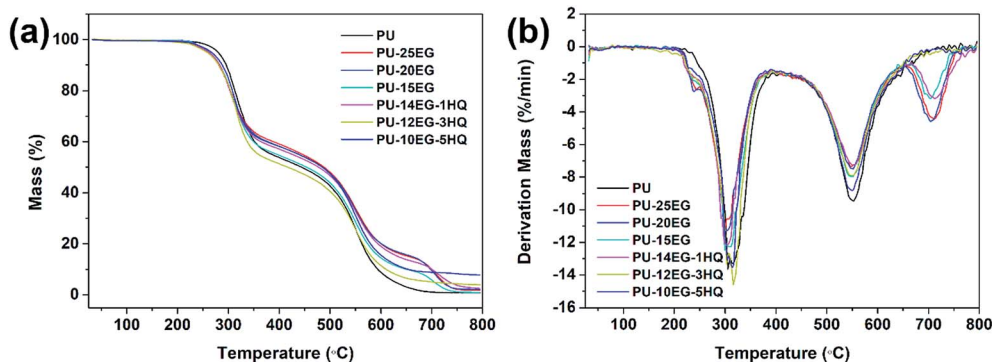 (a)
100
80
60
40
20
0
Mass (%)
PU
PU-25EG
PU-20EG
PU-15EG
PU-14EG-1HQ
PU-12EG-3HQ
PU-10EG-5HQ
100 200 300 400 500 600 700 800
Temperature (°C)
(b)
2
0
-2
-4
-6
-8
-10
-12
-14
-16
Derivation Mass (%/min)
PU
PU-25EG
PU-20EG
PU-15EG
PU-14EG-1HQ
PU-12EG-3HQ
PU-10EG-5HQ
100 200 300 400 500 600 700 800
Temperature (°C)